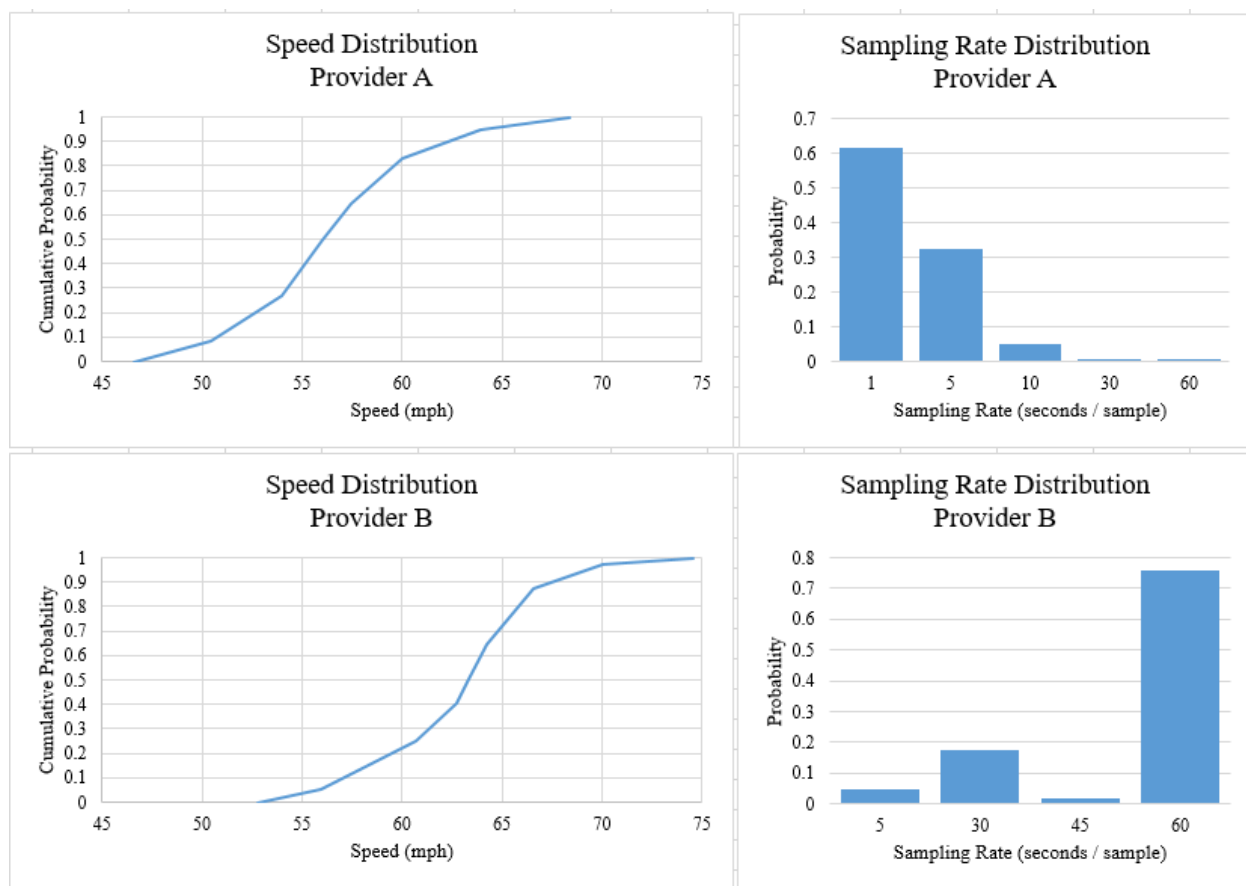 Speed Distribution
Provider A
Cumulative Probability
1
0.9
0.8
0.7
0.6
0.5
0.4
0.3
0.2
0.1
0
45 50 55 60 65 70 75
Speed (mph)
Sampling Rate Distribution
Provider A
Probability
0.7
0.6
0.5
0.4
0.3
0.2
0.1
0
1 5 10 30 60
Sampling Rate (seconds / sample)
Speed Distribution
Provider B
Cumulative Probability
1
0.9
0.8
0.7
0.6
0.5
0.4
0.3
0.2
0.1
0
45 50 55 60 65 70 75
Speed (mph)
Sampling Rate Distribution
Provider B
Probability
0.8
0.7
0.6
0.5
0.4
0.3
0.2
0.1
0
5 30 45 60
Sampling Rate (seconds / sample)